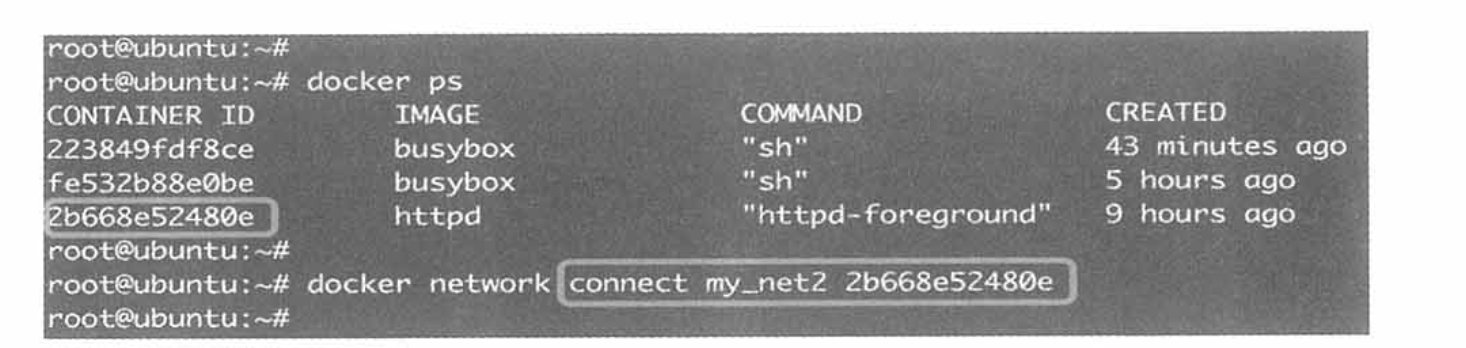 root@ubuntu:~#
root@ubuntu:~# docker ps
CONTAINER ID IMAGE COMMAND CREATED
223849fdf8ce busybox "sh" 43 minutes ago
fe532b88e0be busybox "sh" 5 hours ago
2b668e52480e httpd "httpd-foreground" 9 hours ago
root@ubuntu:~#
root@ubuntu:~# docker network connect my_net2 2b668e52480e
root@ubuntu:~#